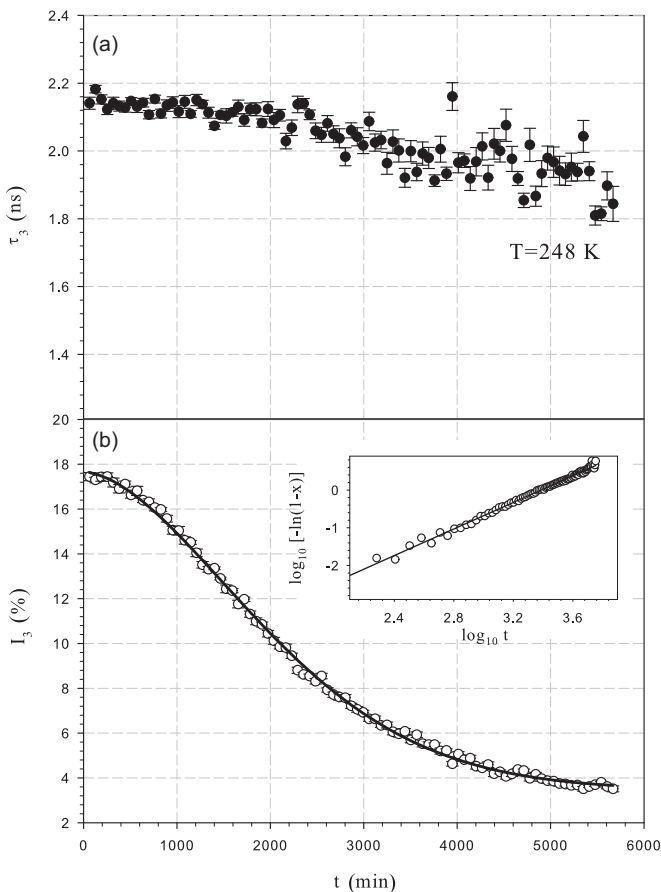 2.4
(a)
2.2
2.0
1.8
1.6
1.4
τ₃ (ns)
T=248 K
20
(b)
18
16
14
12
10
8
6
4
2
I₃ (%)
0
-1
-2
log₁₀ [-ln(1-x)]
2.4 2.8 3.2 3.6
log₁₀ t
0 1000 2000 3000 4000 5000 6000
t (min)